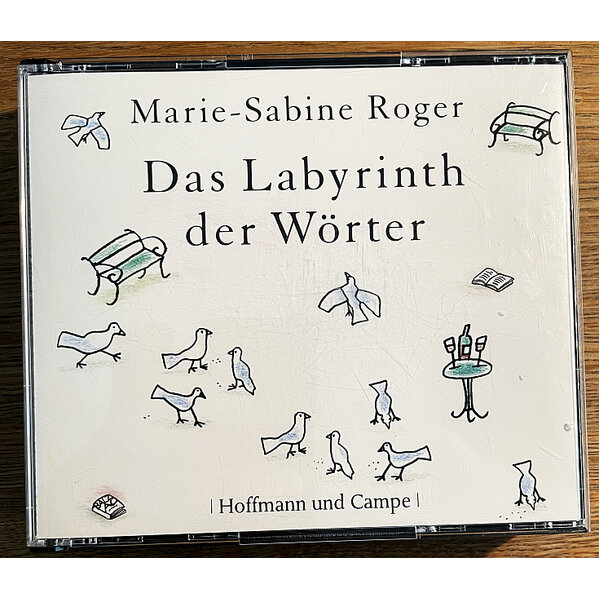 Marie-Sabine Roger
Das Labyrinth
der Wörter
| Hoffmann und Campe |